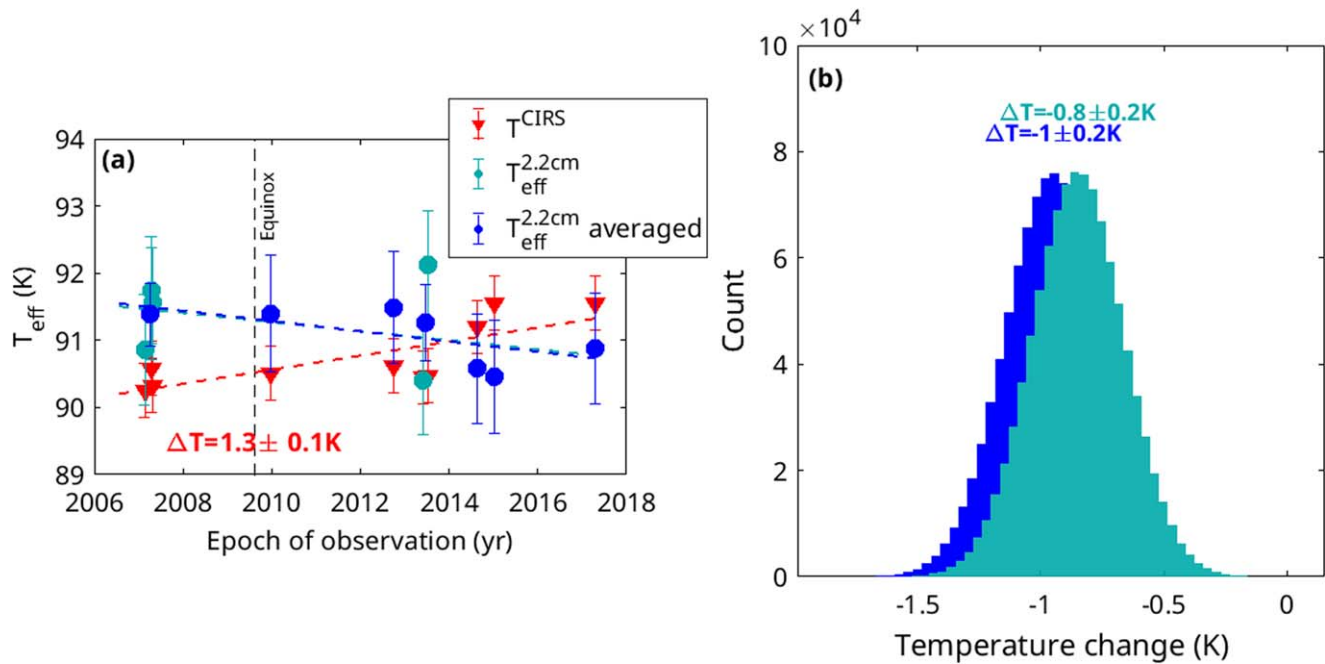 (a)
94
93
92
91
90
89
T_eff (K)
2006 2008 2010 2012 2014 2016 2018
Epoch of observation (yr)
Equinox
ΔT=1.3± 0.1K
T^CIRS
T_eff^2.2cm
T_eff^2.2cm averaged
×10^4
(b)
10
8
6
4
2
0
Count
ΔT=-0.8±0.2K
ΔT=-1±0.2K
-1.5 -1 -0.5 0
Temperature change (K)